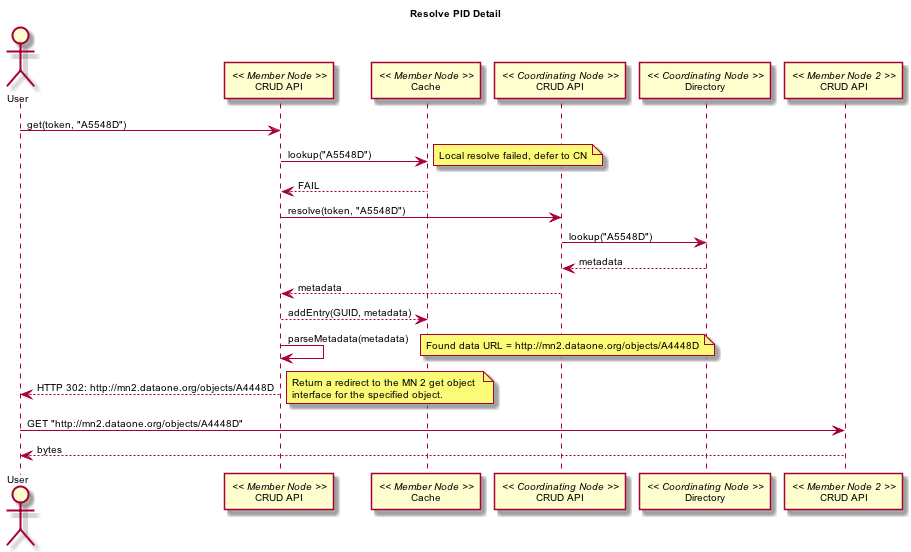 Resolve PID Detail
User
<< Member Node >>
CRUD API
<< Member Node >>
Cache
<< Coordinating Node >>
CRUD API
<< Coordinating Node >>
Directory
<< Member Node 2 >>
CRUD API
get(token, "A5548D")
lookup("A5548D")
Local resolve failed, defer to CN
FAIL
resolve(token, "A5548D")
lookup("A5548D")
metadata
metadata
addEntry(GUID, metadata)
parseMetadata(metadata)
Found data URL = http://mn2.dataone.org/objects/A4448D
HTTP 302: http://mn2.dataone.org/objects/A4448D
Return a redirect to the MN 2 get object
interface for the specified object.
GET "http://mn2.dataone.org/objects/A4448D"
bytes
User
<< Member Node >>
CRUD API
<< Member Node >>
Cache
<< Coordinating Node >>
CRUD API
<< Coordinating Node >>
Directory
<< Member Node 2 >>
CRUD API